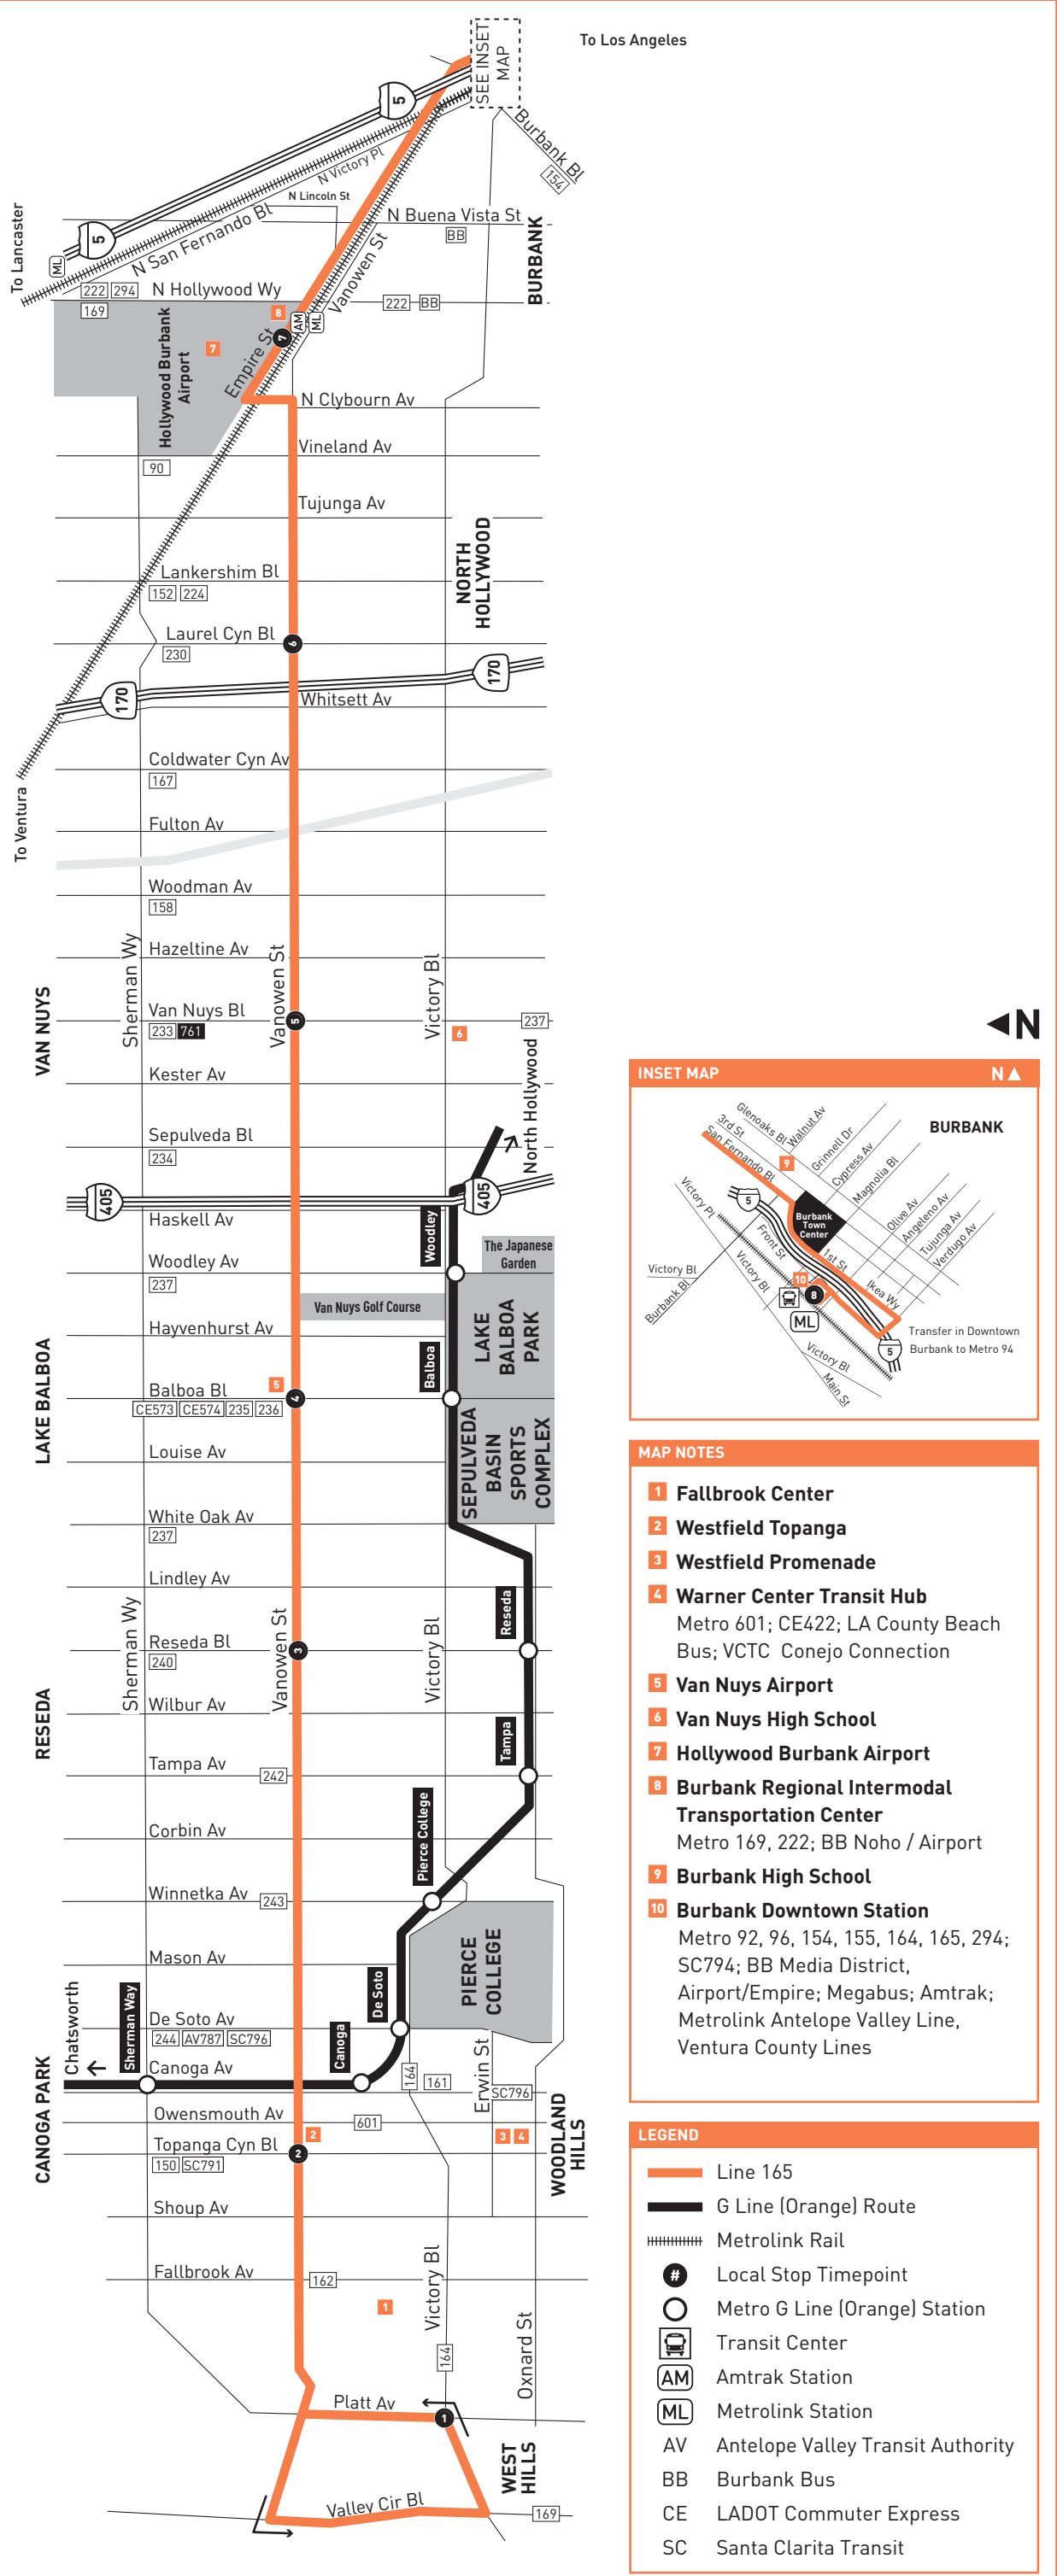 To Los Angeles
SEE INSET
MAP
5
N Victory Pl
Burbank Bl
154
N Lincoln St
N Buena Vista St
BB
To Lancaster
5
ML
N San Fernando Bl
Vanowen St
BURBANK
222 294 N Hollywood Wy
169
222 BB
8
AM
ML
7
7
Hollywood Burbank
Airport
Empire St
N Clybourn Av
Vineland Av
90
Tujunga Av
NORTH
HOLLYWOOD
Lankershim Bl
152 224
Laurel Cyn Bl
230
6
170
170
Whitsett Av
Coldwater Cyn Av
167
To Ventura
Fulton Av
Woodman Av
158
Hazeltine Av
Sherman Wy
Vanowen St
Victory Bl
VAN NUYS
Van Nuys Bl
233 761
5
237
6
Kester Av
North Hollywood
Sepulveda Bl
234
405
405
Haskell Av
Woodley
The Japanese
Garden
Woodley Av
237
Van Nuys Golf Course
Hayvenhurst Av
LAKE
BALBOA
PARK
LAKE BALBOA
Balboa
5
Balboa Bl
4
CE573 CE574 235 236
Louise Av
SEPULVEDA
BASIN
SPORTS
COMPLEX
White Oak Av
237
Lindley Av
Reseda
Sherman Wy
Vanowen St
Victory Bl
Reseda Bl
240
3
RESEDA
Wilbur Av
Tampa
Tampa Av
242
Pierce College
Corbin Av
Winnetka Av
243
PIERCE
COLLEGE
Mason Av
De Soto
Chatsworth
Sherman Way
De Soto Av
244 AV787 SC796
Canoga
Canoga Av
164
161
Erwin St
SC796
CANOGA PARK
Owensmouth Av
601
2
3 4
WOODLAND
HILLS
Topanga Cyn Bl
150 SC791
2
Shoup Av
Fallbrook Av
162
1
Victory Bl
164
Oxnard St
Platt Av
1
WEST
HILLS
Valley Cir Bl
169
N
INSET MAP
N
BURBANK
Glenoaks Bl
3rd St
San Fernando Bl
Walnut Av
Grinnell Dr
Cypress Av
Magnolia Bl
9
Victory Pl
5
Burbank
Town
Center
Front St
Olive Av
Angeleno Av
Tujunga Av
Verdugo Av
Victory Bl
Burbank Bl
Victory Bl
1st St
Ikea Wy
10
8
ML
5
Transfer in Downtown
Burbank to Metro 94
Victory Bl
Main St
MAP NOTES
1 Fallbrook Center
2 Westfield Topanga
3 Westfield Promenade
4 Warner Center Transit Hub
Metro 601; CE422; LA County Beach
Bus; VCTC Conejo Connection
5 Van Nuys Airport
6 Van Nuys High School
7 Hollywood Burbank Airport
8 Burbank Regional Intermodal
Transportation Center
Metro 169, 222; BB Noho / Airport
9 Burbank High School
10 Burbank Downtown Station
Metro 92, 96, 154, 155, 164, 165, 294;
SC794; BB Media District,
Airport/Empire; Megabus; Amtrak;
Metrolink Antelope Valley Line,
Ventura County Lines
LEGEND
Line 165
G Line (Orange) Route
Metrolink Rail
# Local Stop Timepoint
Metro G Line (Orange) Station
Transit Center
AM Amtrak Station
ML Metrolink Station
AV Antelope Valley Transit Authority
BB Burbank Bus
CE LADOT Commuter Express
SC Santa Clarita Transit